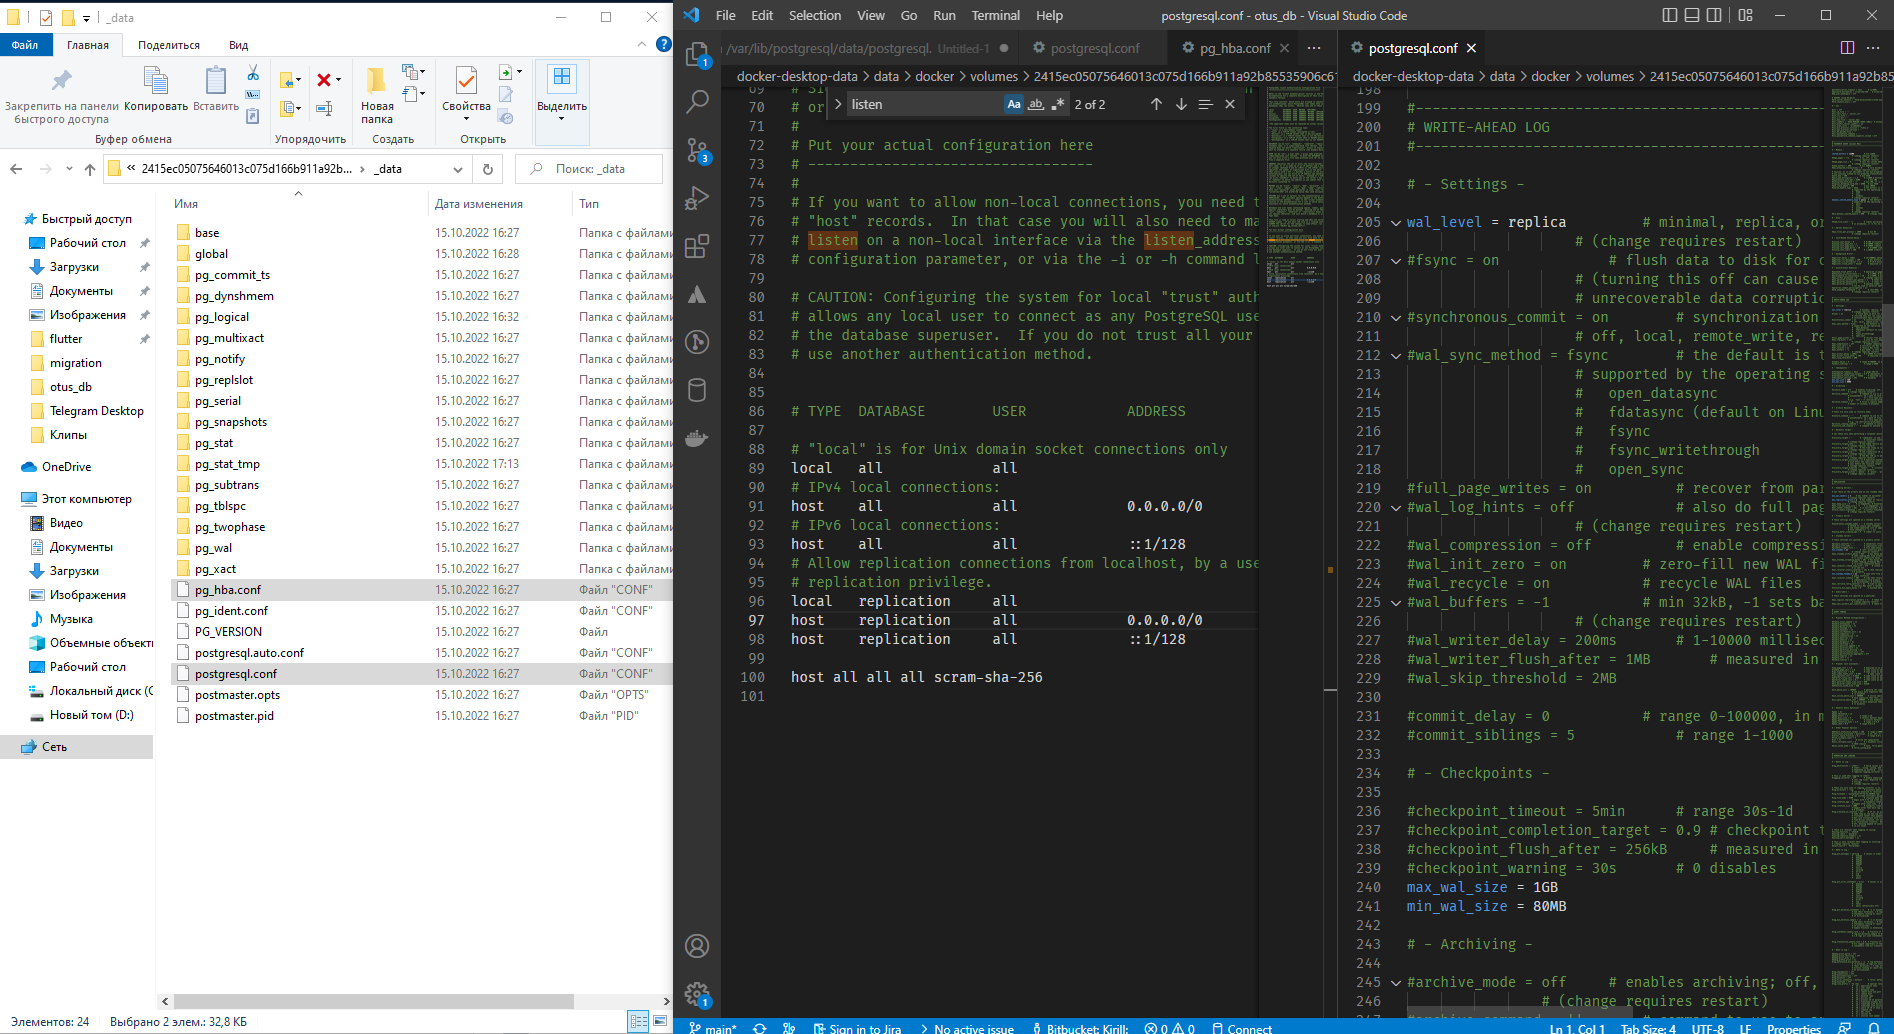 _data
Файл
Главная
Поделиться
Вид
Закрепить на панели
быстрого доступа
Копировать
Вставить
Новая
папка
Свойства
Выделить
Буфер обмена
Упорядочить
Создать
Открыть
2415ec05075646013c075d166b911a92b... _data
Поиск: _data
Имя
Дата изменения
Тип
Быстрый доступ
Рабочий стол
Загрузки
Документы
Изображения
flutter
migration
otus_db
Telegram Desktop
Клипы
OneDrive
Этот компьютер
Видео
Документы
Загрузки
Изображения
Музыка
Объемные объекты
Рабочий стол
Локальный диск (C
Новый том (D:)
Сеть
base 15.10.2022 16:27 Папка с файлами
global 15.10.2022 16:28 Папка с файлами
pg_commit_ts 15.10.2022 16:27 Папка с файлами
pg_dynshmem 15.10.2022 16:27 Папка с файлами
pg_logical 15.10.2022 16:32 Папка с файлами
pg_multixact 15.10.2022 16:27 Папка с файлами
pg_notify 15.10.2022 16:27 Папка с файлами
pg_replslot 15.10.2022 16:27 Папка с файлами
pg_serial 15.10.2022 16:27 Папка с файлами
pg_snapshots 15.10.2022 16:27 Папка с файлами
pg_stat 15.10.2022 16:27 Папка с файлами
pg_stat_tmp 15.10.2022 17:13 Папка с файлами
pg_subtrans 15.10.2022 16:27 Папка с файлами
pg_tblspc 15.10.2022 16:27 Папка с файлами
pg_twophase 15.10.2022 16:27 Папка с файлами
pg_wal 15.10.2022 16:27 Папка с файлами
pg_xact 15.10.2022 16:27 Папка с файлами
pg_hba.conf 15.10.2022 16:27 Файл "CONF"
pg_ident.conf 15.10.2022 16:27 Файл "CONF"
PG_VERSION 15.10.2022 16:27 Файл
postgresql.auto.conf 15.10.2022 16:27 Файл "CONF"
postgresql.conf 15.10.2022 16:27 Файл "CONF"
postmaster.opts 15.10.2022 16:27 Файл "OPTS"
postmaster.pid 15.10.2022 16:27 Файл "PID"
Элементов: 24 Выбрано 2 элем.: 32,8 КБ
File Edit Selection View Go Run Terminal Help
postgresql.conf - otus_db - Visual Studio Code
/var/lib/postgresql/data/postgresql. Untitled-1
postgresql.conf
pg_hba.conf
docker-desktop-data > data > docker > volumes > 2415ec05075646013c075d166b911a92b85535906c61
listen
Aa ab 2 of 2
70 # or
71 #
72 # Put your actual configuration here
73 # ----------------------------------
74 #
75 # If you want to allow non-local connections, you need t
76 # "host" records.  In that case you will also need to ma
77 # listen on a non-local interface via the listen_address
78 # configuration parameter, or via the -i or -h command l
79
80 # CAUTION: Configuring the system for local "trust" auth
81 # allows any local user to connect as any PostgreSQL use
82 # the database superuser.  If you do not trust all your
83 # use another authentication method.
84
85
86 # TYPE  DATABASE        USER            ADDRESS
87
88 # "local" is for Unix domain socket connections only
89 local   all             all
90 # IPv4 local connections:
91 host    all             all             0.0.0.0/0
92 # IPv6 local connections:
93 host    all             all             ::1/128
94 # Allow replication connections from localhost, by a use
95 # replication privilege.
96 local   replication     all
97 host    replication     all             0.0.0.0/0
98 host    replication     all             ::1/128
99
100 host all all all scram-sha-256
101
postgresql.conf
docker-desktop-data > data > docker > volumes > 2415ec05075646013c075d166b911a92b85
198
199 #------------------------------------------------
200 # WRITE-AHEAD LOG
201 #------------------------------------------------
202
203 # - Settings -
204
205 wal_level = replica # minimal, replica, or
206 # (change requires restart)
207 #fsync = on # flush data to disk for c
208 # (turning this off can cause
209 # unrecoverable data corruptio
210 #synchronous_commit = on # synchronization
211 # off, local, remote_write, re
212 #wal_sync_method = fsync # the default is t
213 # supported by the operating s
214 # open_datasync
215 # fdatasync (default on Linu
216 # fsync
217 # fsync_writethrough
218 # open_sync
219 #full_page_writes = on # recover from par
220 #wal_log_hints = off # also do full pag
221 # (change requires restart)
222 #wal_compression = off # enable compressi
223 #wal_init_zero = on # zero-fill new WAL fi
224 #wal_recycle = on # recycle WAL files
225 #wal_buffers = -1 # min 32kB, -1 sets ba
226 # (change requires restart)
227 #wal_writer_delay = 200ms # 1-10000 millisec
228 #wal_writer_flush_after = 1MB # measured in
229 #wal_skip_threshold = 2MB
230
231 #commit_delay = 0 # range 0-100000, in m
232 #commit_siblings = 5 # range 1-1000
233
234 # - Checkpoints -
235
236 #checkpoint_timeout = 5min # range 30s-1d
237 #checkpoint_completion_target = 0.9 # checkpoint t
238 #checkpoint_flush_after = 256kB # measured in
239 #checkpoint_warning = 30s # 0 disables
240 max_wal_size = 1GB
241 min_wal_size = 80MB
242
243 # - Archiving -
244
245 #archive_mode = off # enables archiving; off,
246 # (change requires restart)
main* Sign in to Jira No active issue Bitbucket: Kirill: 0 0 Connect
Ln 1, Col 1 Tab Size: 4 UTF-8 LF Properties